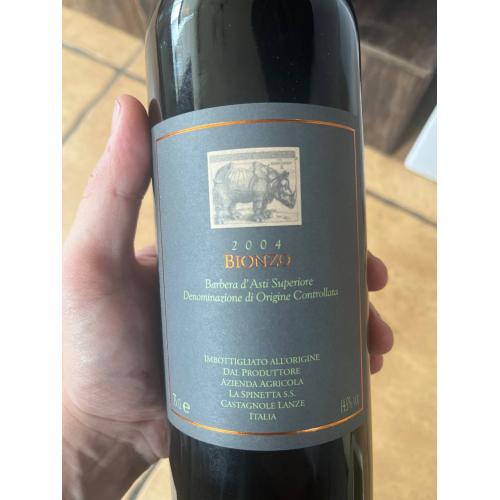 2004
BIONZO
Barbera d'Asti Superiore
Denominazione di Origine Controllata
IMBOTTIGLIATO ALL'ORIGINE
DAL PRODUTTORE
AZIENDA AGRICOLA
LA SPINETTA S.S.
CASTAGNOLE LANZE
ITALIA